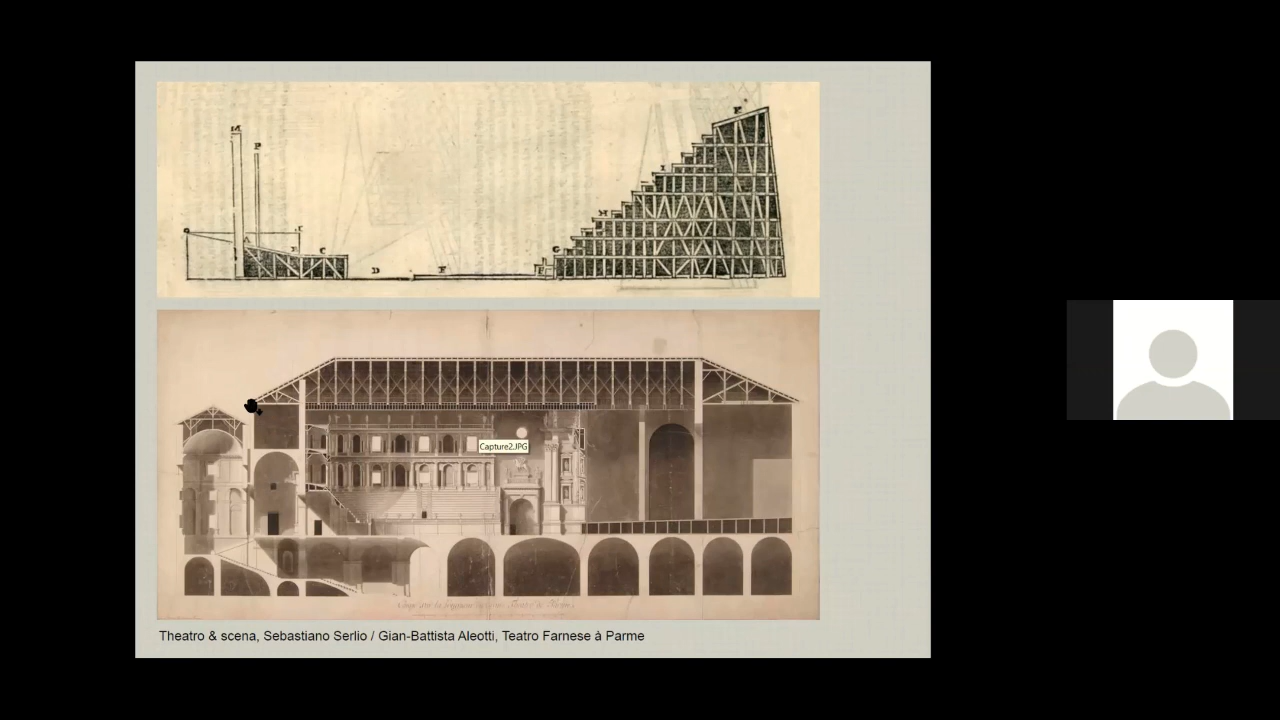 M
P
E
I
H
G
A
C
D
F
Capture2.JPG
Theatro & scena, Sebastiano Serlio / Gian-Battista Aleotti, Teatro Farnese à Parme